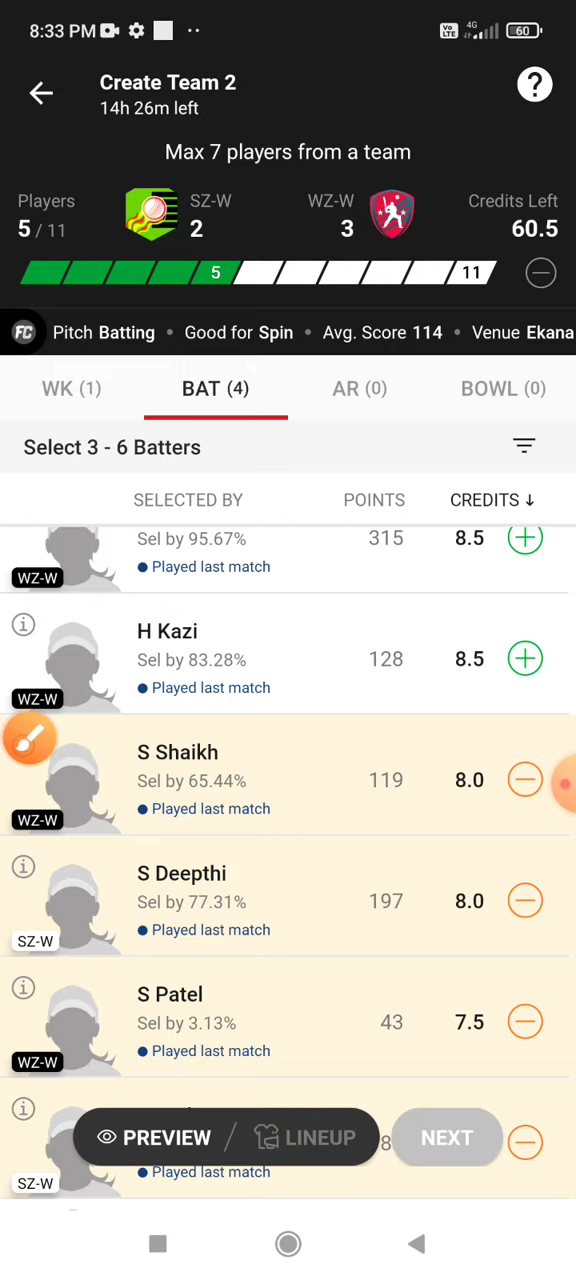 8:33 PM
Vo LTE 4G 60
Create Team 2
14h 26m left
?
Max 7 players from a team
Players SZ-W WZ-W Credits Left
5 / 11 2 3 60.5
5 11
FC Pitch Batting • Good for Spin • Avg. Score 114 • Venue Ekana
WK (1) BAT (4) AR (0) BOWL (0)
Select 3 - 6 Batters
SELECTED BY POINTS CREDITS ↓
Sel by 95.67% 315 8.5
Played last match
WZ-W
H Kazi
Sel by 83.28% 128 8.5
Played last match
WZ-W
S Shaikh
Sel by 65.44% 119 8.0
Played last match
WZ-W
S Deepthi
Sel by 77.31% 197 8.0
Played last match
SZ-W
S Patel
Sel by 3.13% 43 7.5
Played last match
WZ-W
PREVIEW / LINEUP NEXT
Played last match
SZ-W